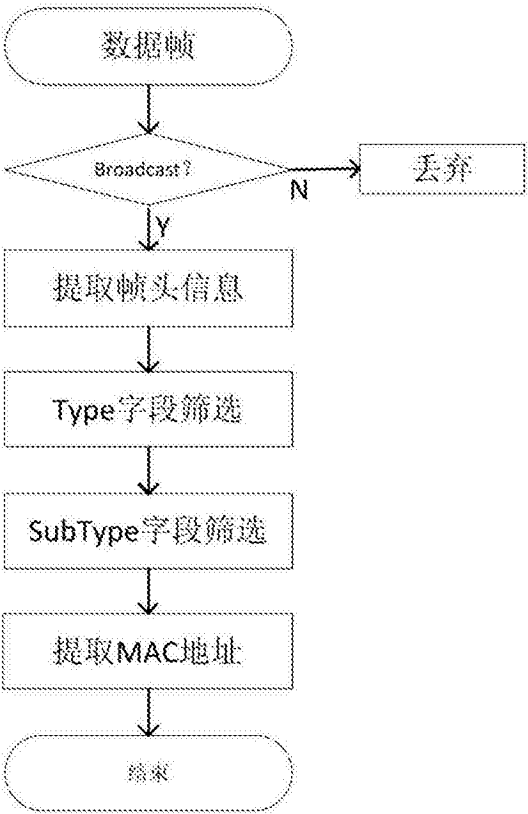 数据帧
Broadcast？
N
丢弃
Y
提取帧头信息
Type字段筛选
SubType字段筛选
提取MAC地址
结束